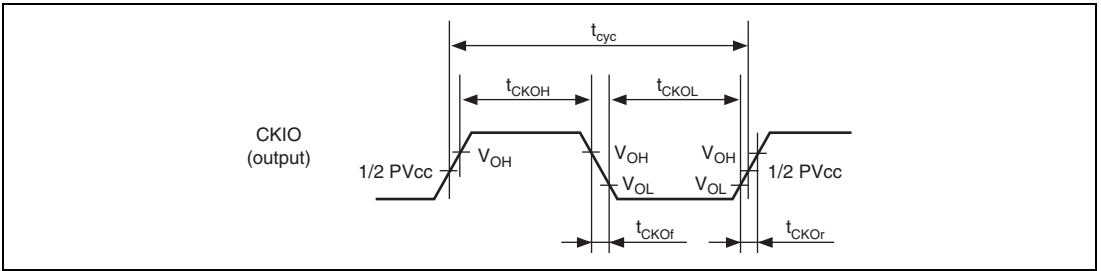 tcyc
tCKOH
tCKOL
CKIO
(output)
1/2 PVcc
VOH
VOH
VOL
VOH
VOL
1/2 PVcc
tCKOf
tCKOr